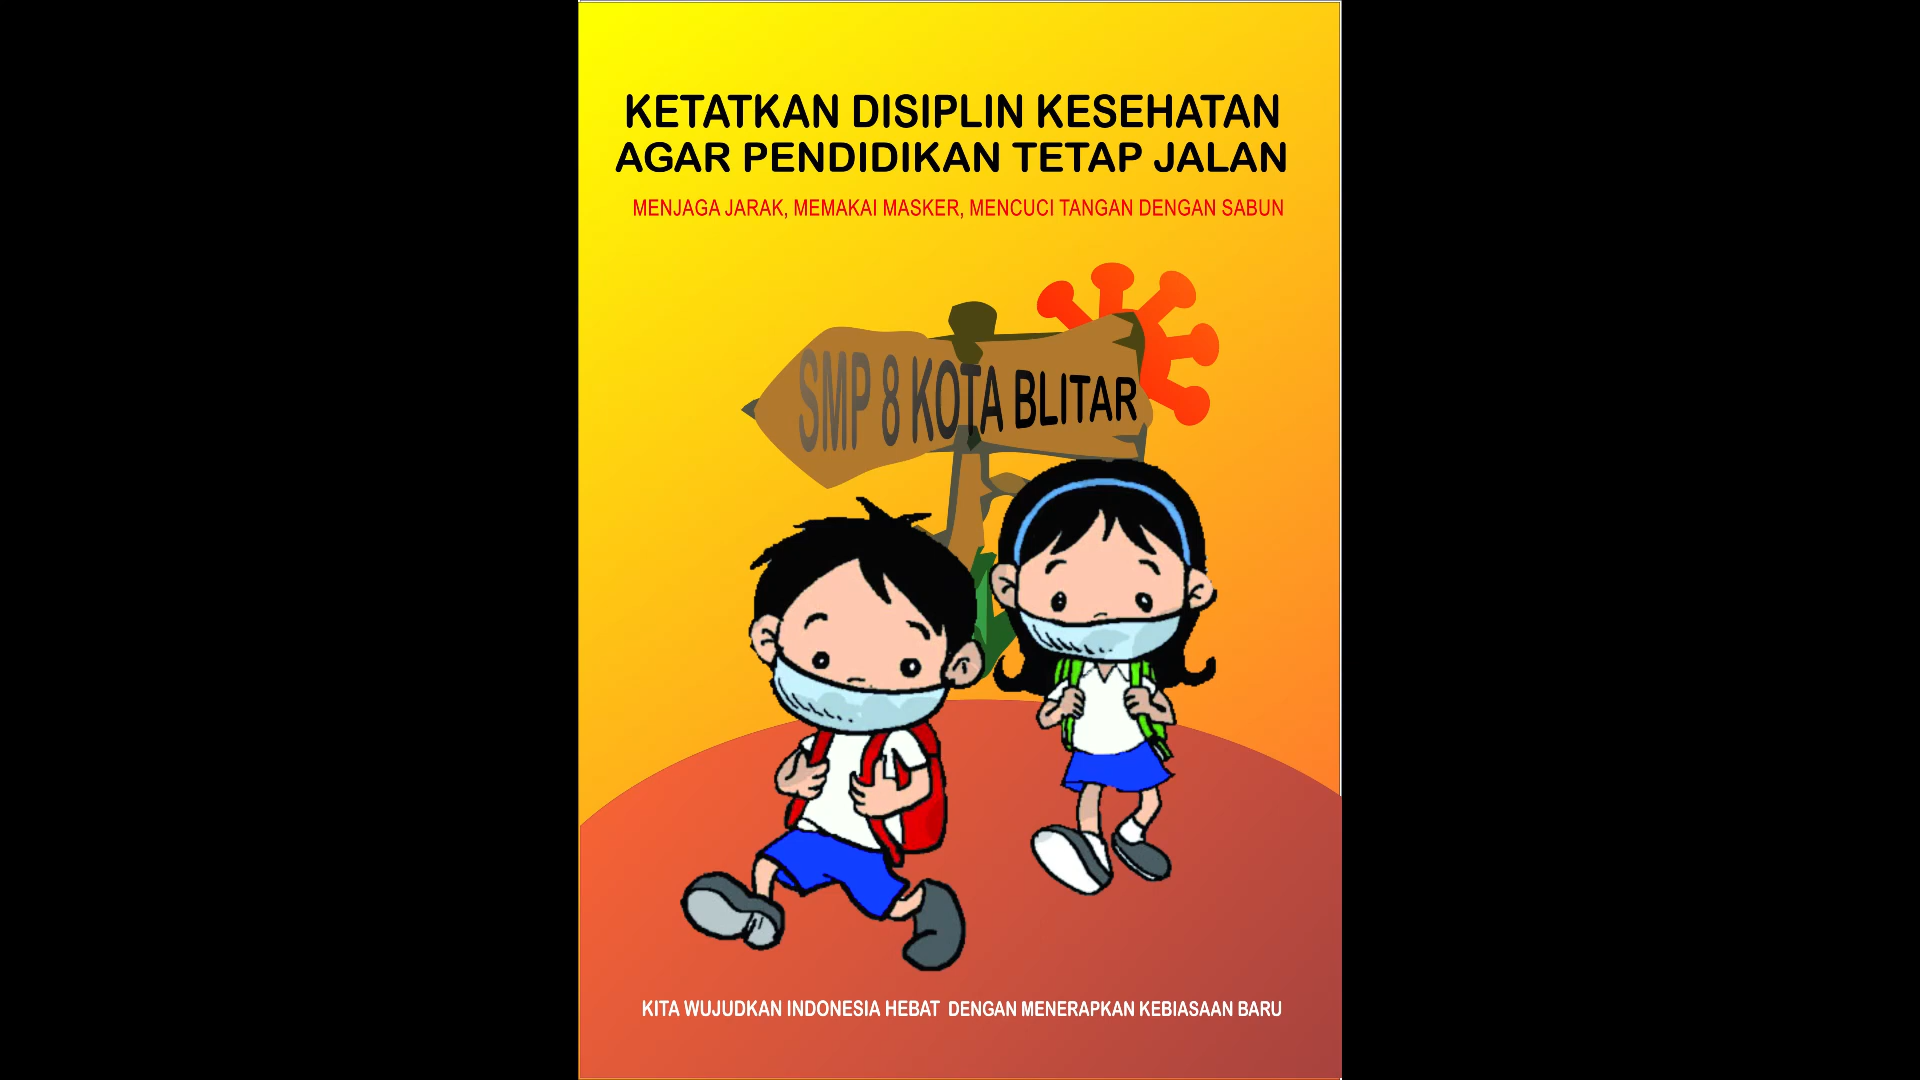 KETATKAN DISIPLIN KESEHATAN
AGAR PENDIDIKAN TETAP JALAN
MENJAGA JARAK, MEMAKAI MASKER, MENCUCI TANGAN DENGAN SABUN
SMP 8 KOTA BLITAR
KITA WUJUDKAN INDONESIA HEBAT DENGAN MENERAPKAN KEBIASAAN BARU